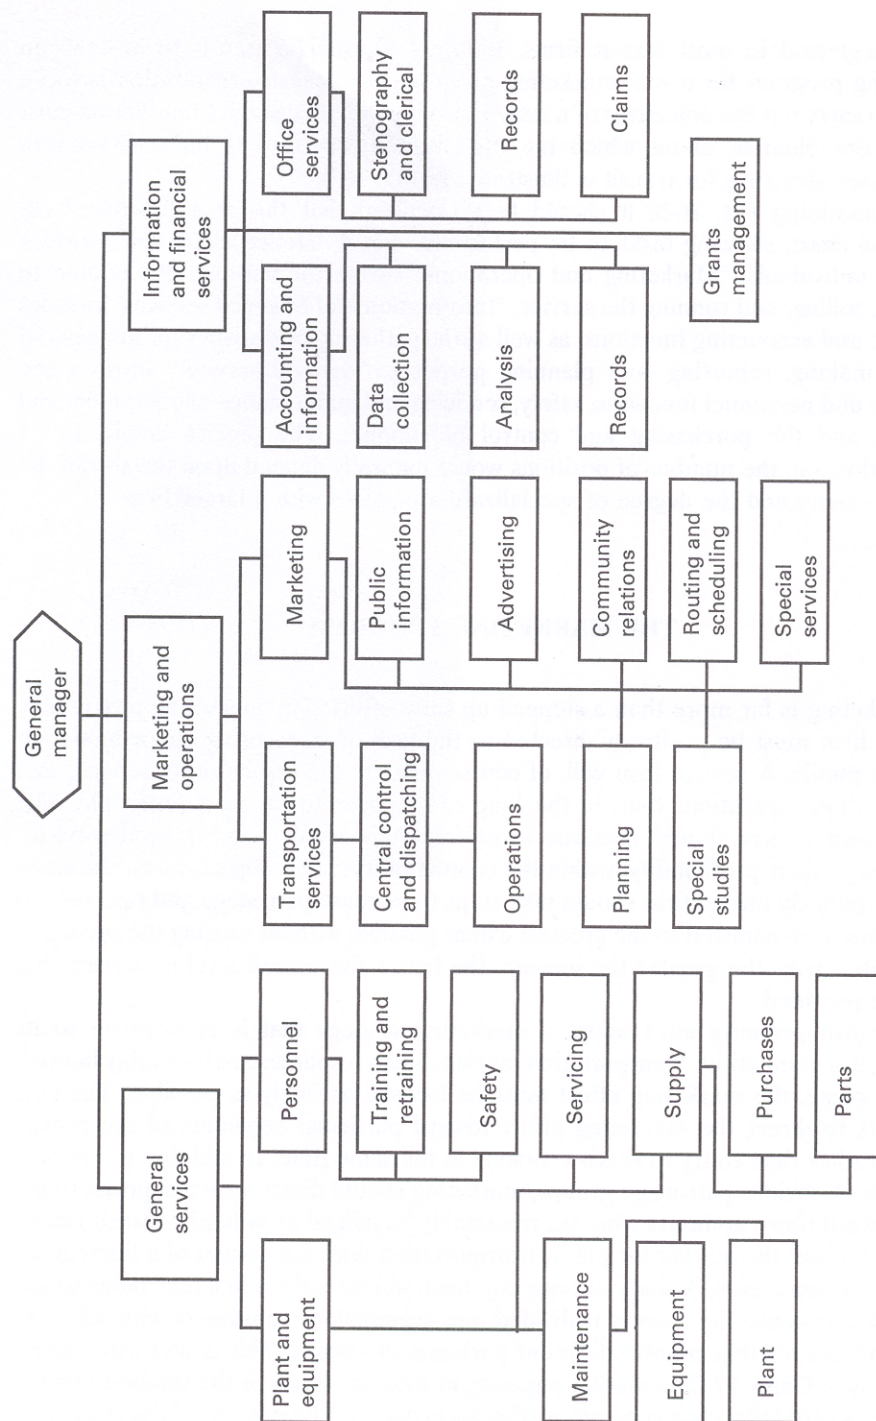 General
manager
General
services
Marketing and
operations
Information
and financial
services
Plant and
equipment
Personnel
Transportation
services
Marketing
Accounting and
information
Office
services
Training and
retraining
Central control
and dispatching
Public
information
Data
collection
Stenography
and clerical
Safety
Operations
Advertising
Analysis
Records
Maintenance
Servicing
Planning
Community
relations
Records
Claims
Equipment
Supply
Special
studies
Routing and
scheduling
Grants
management
Plant
Purchases
Special
services
Parts